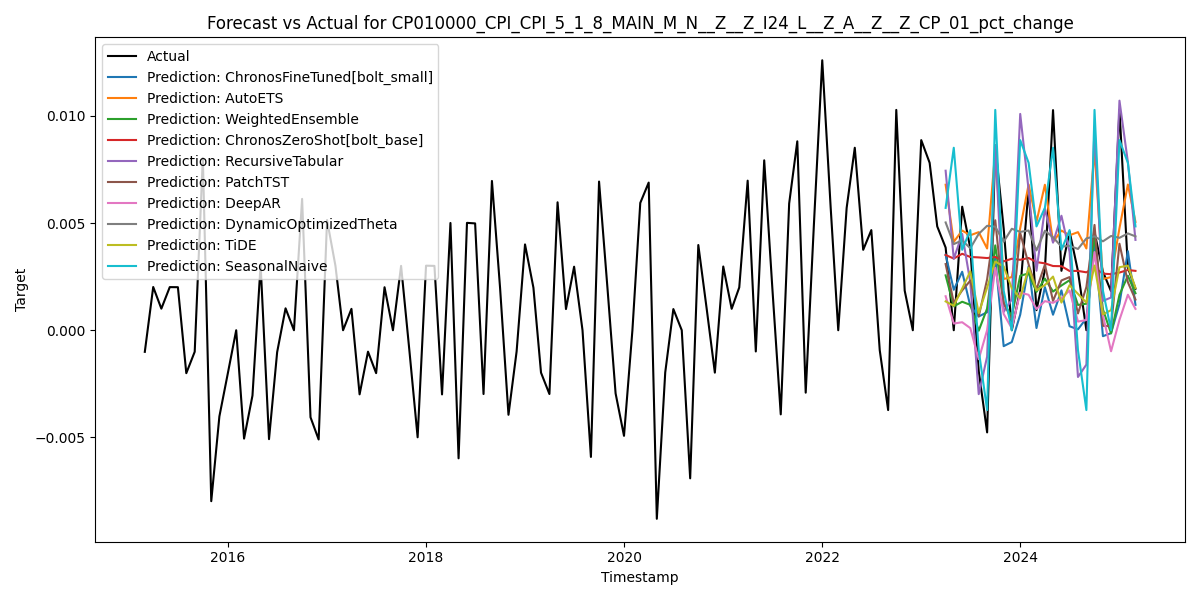 Forecast vs Actual for CP010000_CPI_CPI_5_1_8_MAIN_M_N__Z__Z_I24_L__Z_A__Z__Z_CP_01_pct_change
Actual
Prediction: ChronosFineTuned[bolt_small]
Prediction: AutoETS
Prediction: WeightedEnsemble
Prediction: ChronosZeroShot[bolt_base]
Prediction: RecursiveTabular
Prediction: PatchTST
Prediction: DeepAR
Prediction: DynamicOptimizedTheta
Prediction: TiDE
Prediction: SeasonalNaive
0.010
0.005
0.000
−0.005
Target
2016
2018
2020
2022
2024
Timestamp